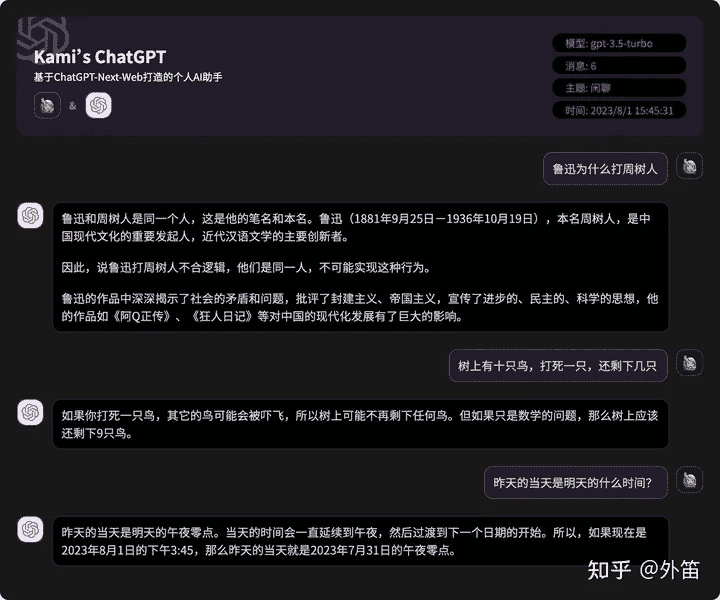 Kami's ChatGPT
基于ChatGPT-Next-Web打造的个人AI助手
&
模型: gpt-3.5-turbo
消息: 6
主题: 闲聊
时间: 2023/8/1 15:45:31
鲁迅为什么打周树人
鲁迅和周树人是同一个人，这是他的笔名和本名。鲁迅（1881年9月25日－1936年10月19日），本名周树人，是中
国现代文化的重要发起人，近代汉语文学的主要创新者。
因此，说鲁迅打周树人不合逻辑，他们是同一人，不可能实现这种行为。
鲁迅的作品中深深揭示了社会的矛盾和问题，批评了封建主义、帝国主义，宣传了进步的、民主的、科学的思想，他
的作品如《阿Q正传》、《狂人日记》等对中国的现代化发展有了巨大的影响。
树上有十只鸟，打死一只，还剩下几只
如果你打死一只鸟，其它的鸟可能会被吓飞，所以树上可能不再剩下任何鸟。但如果只是数学的问题，那么树上应该
还剩下9只鸟。
昨天的当天是明天的什么时间？
昨天的当天是明天的午夜零点。当天的时间会一直延续到午夜，然后过渡到下一个日期的开始。所以，如果现在是
2023年8月1日的下午3:45，那么昨天的当天就是2023年7月31日的午夜零点。
知乎 @外笛